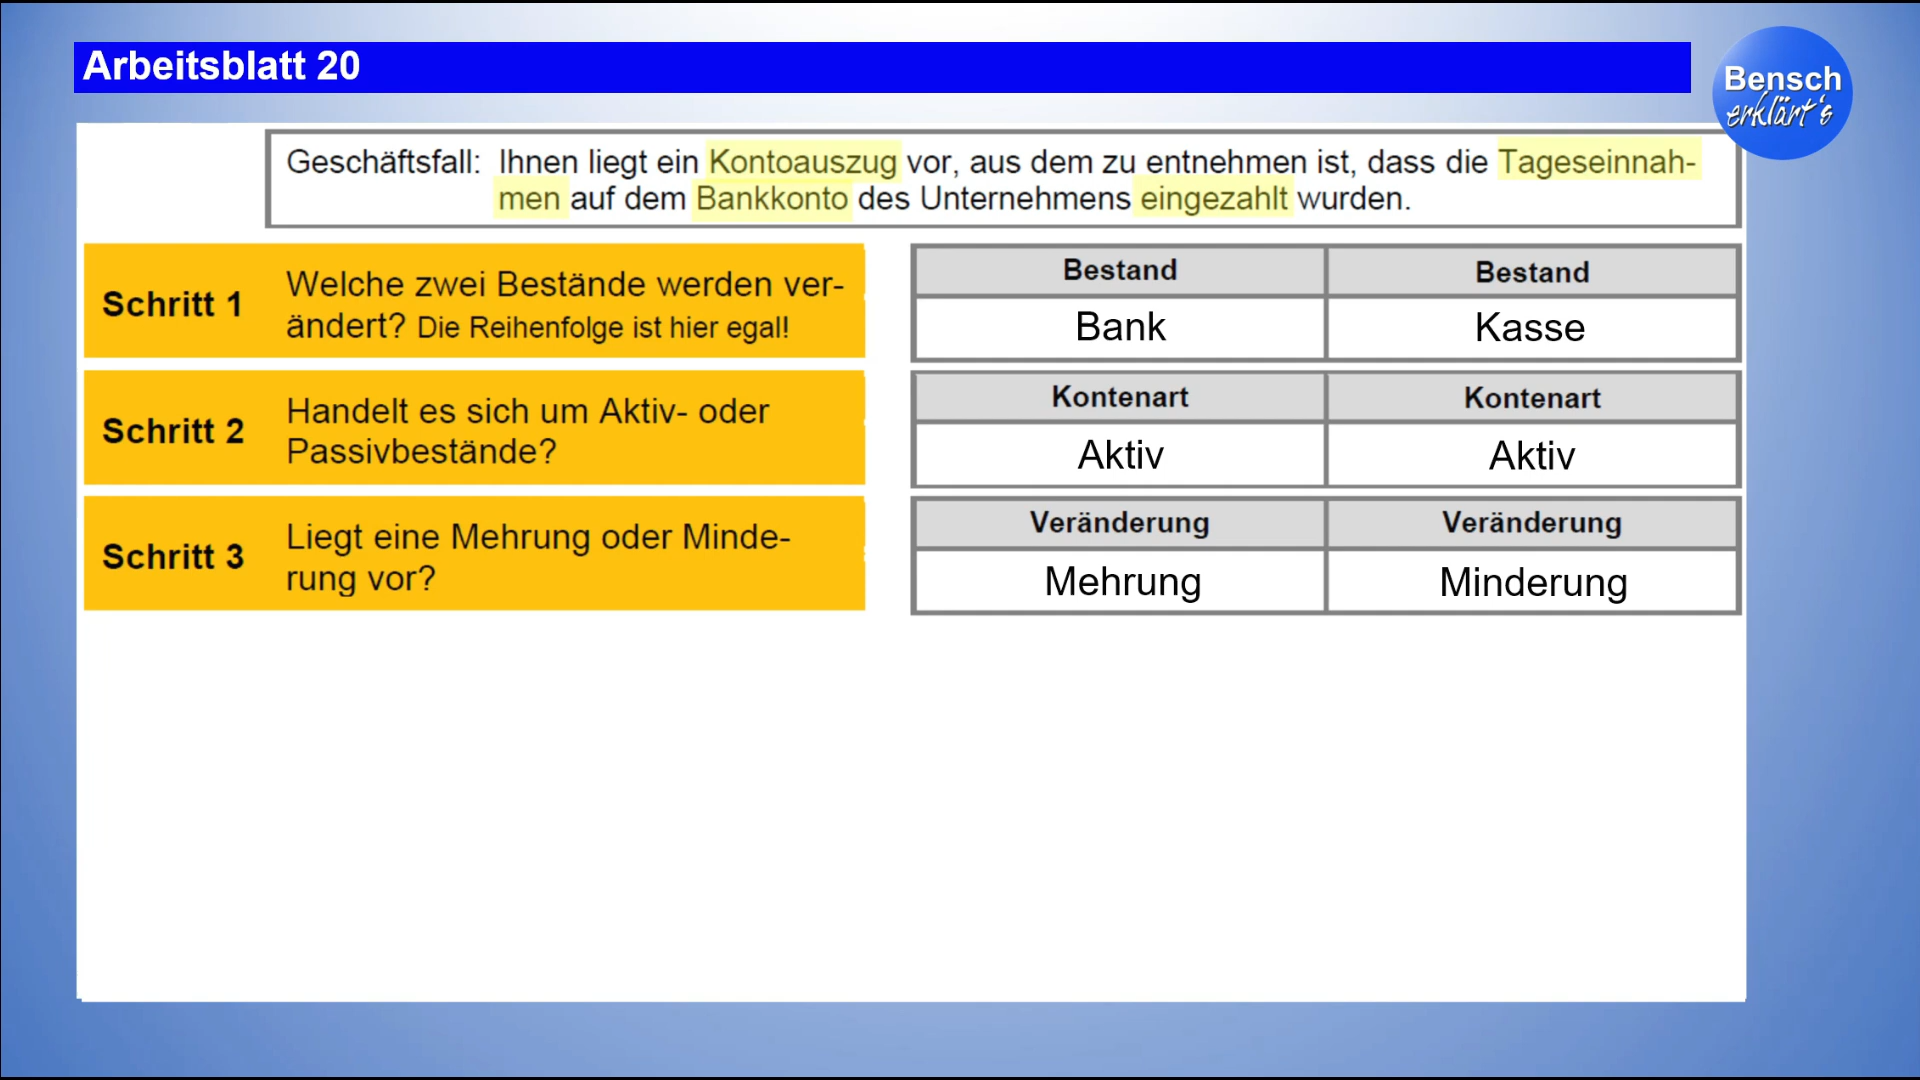 Arbeitsblatt 20
Bensch
erklärt's
Geschäftsfall: Ihnen liegt ein Kontoauszug vor, aus dem zu entnehmen ist, dass die Tageseinnah-
men auf dem Bankkonto des Unternehmens eingezahlt wurden.
Schritt 1
Welche zwei Bestände werden ver-
ändert? Die Reihenfolge ist hier egal!
Bestand Bestand
Bank Kasse
Schritt 2
Handelt es sich um Aktiv- oder
Passivbestände?
Kontenart Kontenart
Aktiv Aktiv
Schritt 3
Liegt eine Mehrung oder Minde-
rung vor?
Veränderung Veränderung
Mehrung Minderung